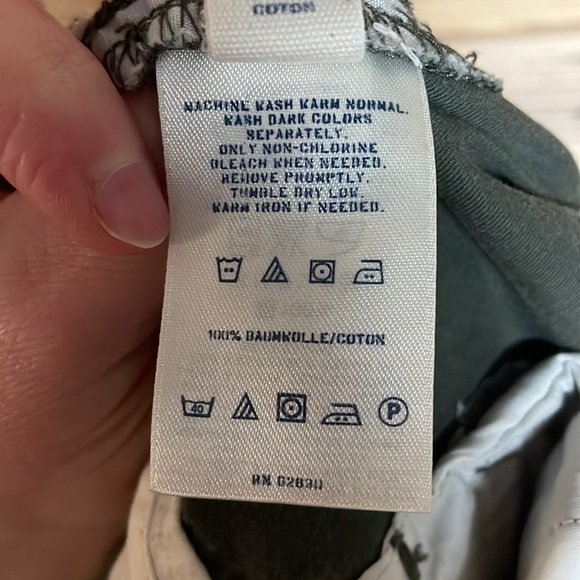 COTON
MACHINE WASH WARM NORMAL.
WASH DARK COLORS
SEPARATELY.
ONLY NON-CHLORINE
BLEACH WHEN NEEDED.
REMOVE PROMPTLY.
TUMBLE DRY LOW.
WARM IRON IF NEEDED.
100% BAUMWOLLE/COTON
40 P
RN